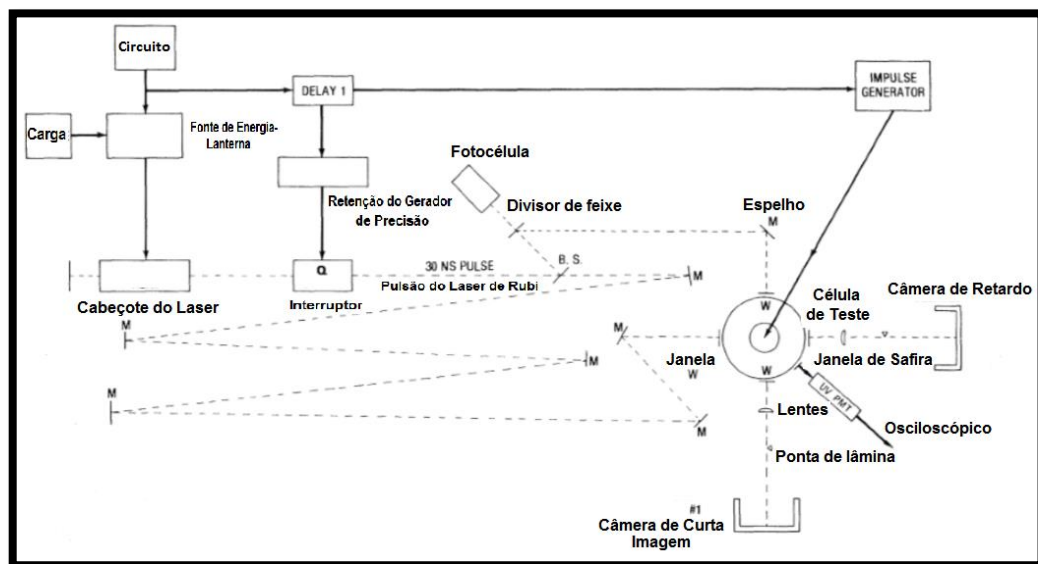 Circuito
DELAY 1
IMPULSE
GENERATOR
Carga
Fonte de Energia-
Lanterna
Fotocélula
Retenção do Gerador
de Precisão
Divisor de feixe
Espelho
M
B. S.
Q
30 NS PULSE
Pulsão do Laser de Rubi
M
Cabeçote do Laser
Interruptor
W
Célula
de Teste
Câmera de Retardo
M
M
Janela
W
W
Janela de Safira
M
M
UV PMT
Lentes
M
Osciloscópico
Ponta de lâmina
#1
Câmera de Curta
Imagem